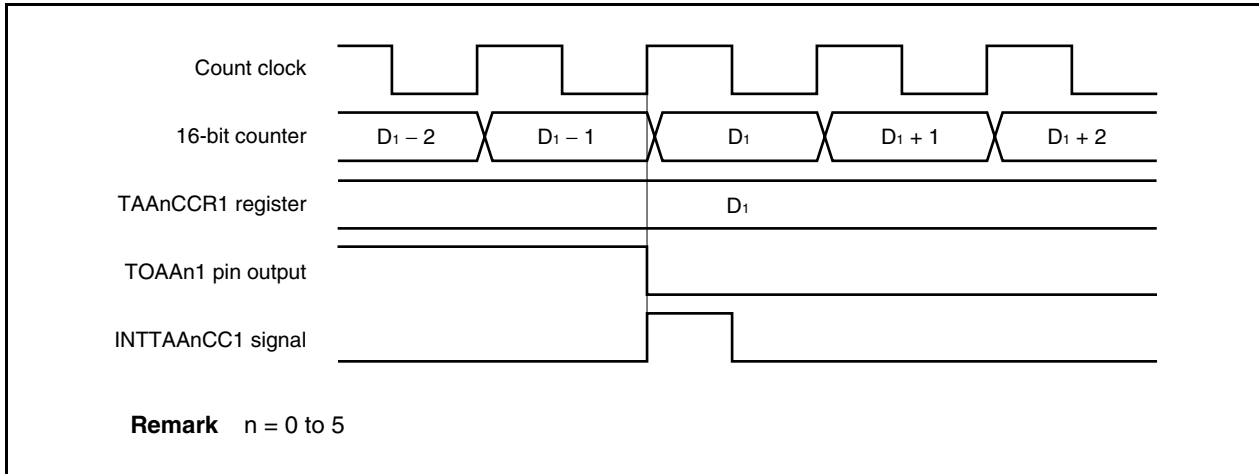 Count clock
16-bit counter D₁ – 2 D₁ – 1 D₁ D₁ + 1 D₁ + 2
TAAnCCR1 register D₁
TOAAn1 pin output
INTTAAnCC1 signal
Remark n = 0 to 5